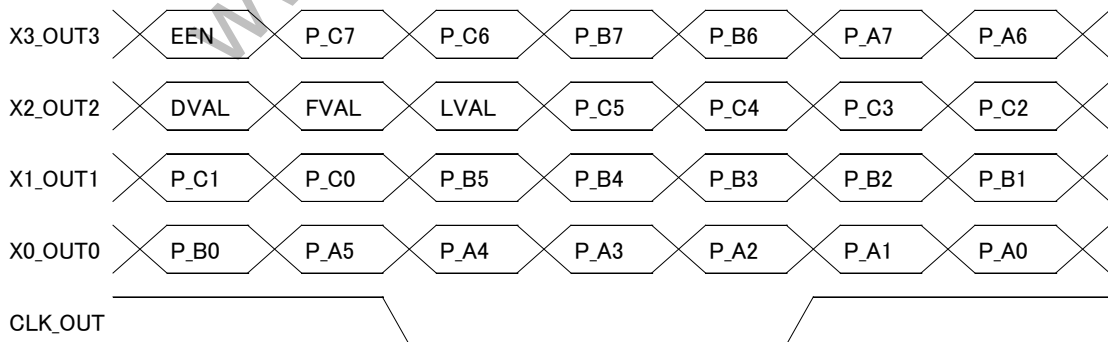 X3_OUT3 EEN P_C7 P_C6 P_B7 P_B6 P_A7 P_A6
X2_OUT2 DVAL FVAL LVAL P_C5 P_C4 P_C3 P_C2
X1_OUT1 P_C1 P_C0 P_B5 P_B4 P_B3 P_B2 P_B1
X0_OUT0 P_B0 P_A5 P_A4 P_A3 P_A2 P_A1 P_A0
CLK_OUT